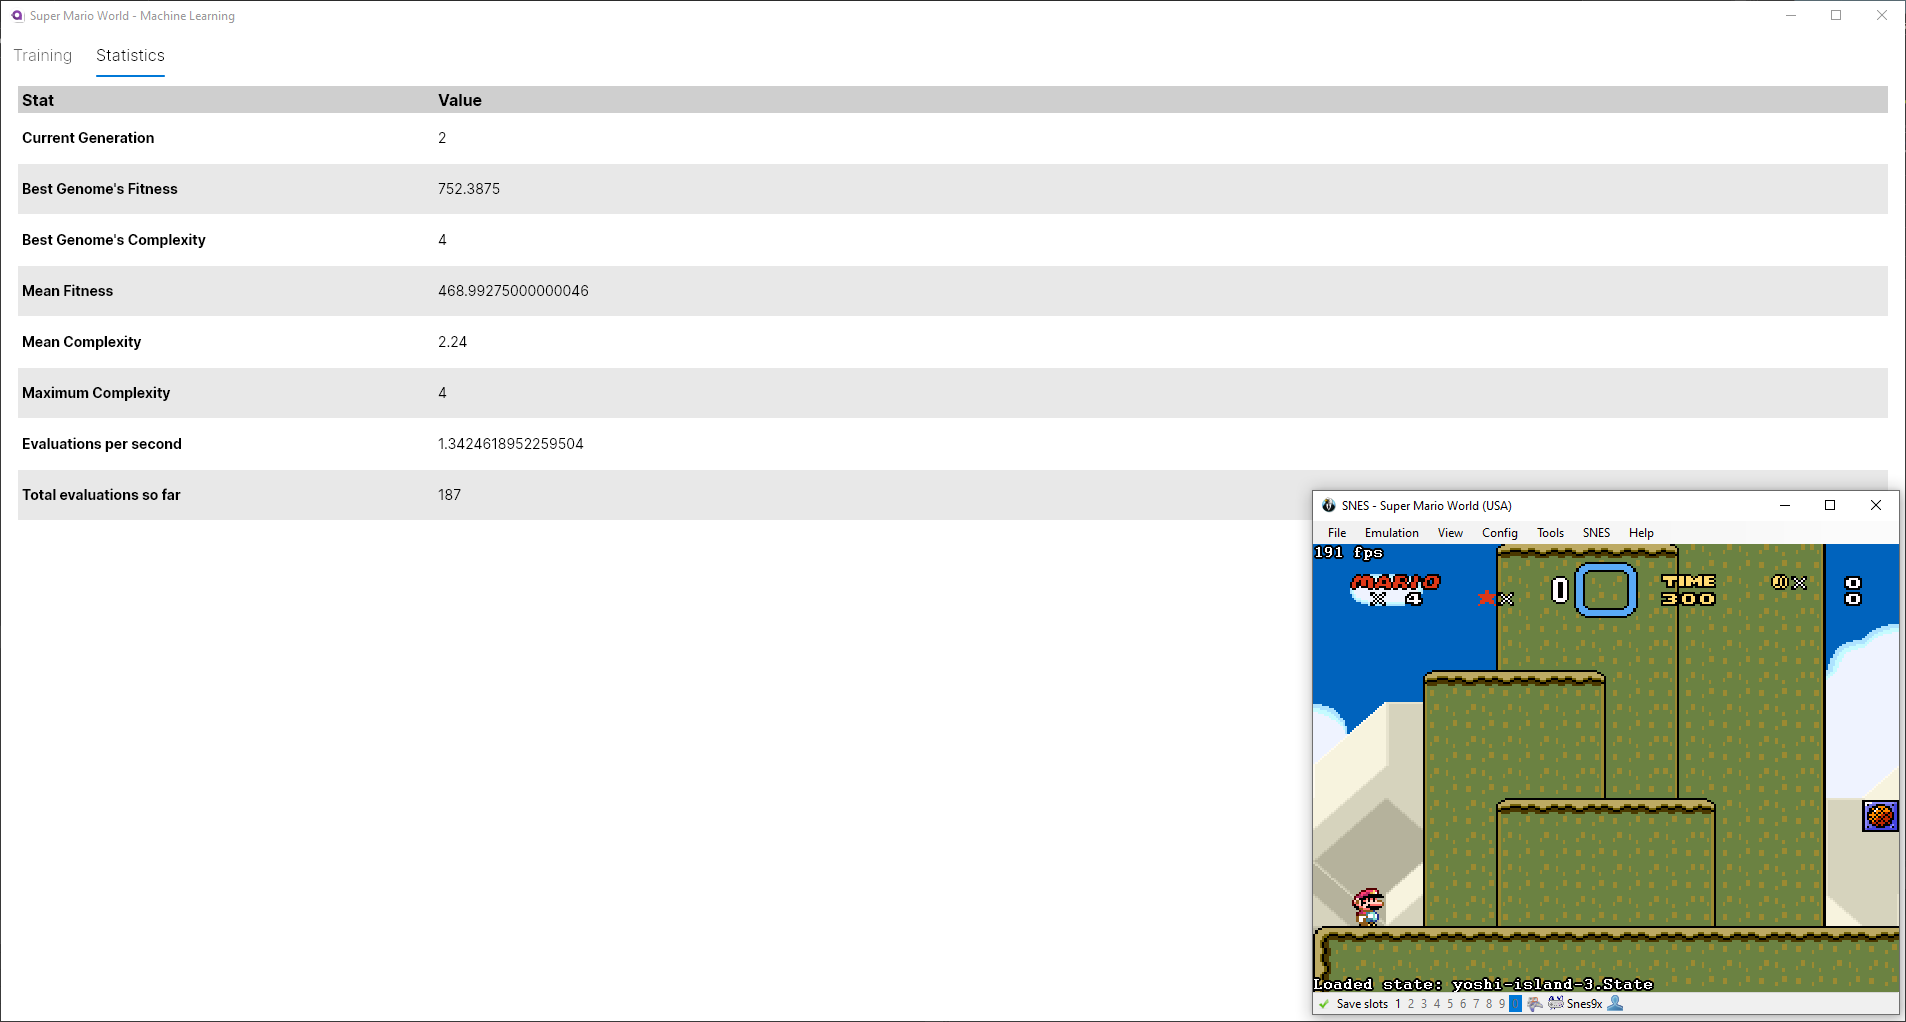 Super Mario World - Machine Learning
Training Statistics
Stat Value
Current Generation 2
Best Genome's Fitness 752.3875
Best Genome's Complexity 4
Mean Fitness 468.99275000000046
Mean Complexity 2.24
Maximum Complexity 4
Evaluations per second 1.3424618952259504
Total evaluations so far 187
SNES - Super Mario World (USA)
File Emulation View Config Tools SNES Help
191 fps
MARIO TIME x 0
x 4 x 1 300 0
Loaded state: yoshi-island-3.State
Save slots 1 2 3 4 5 6 7 8 9 0 Snes9x